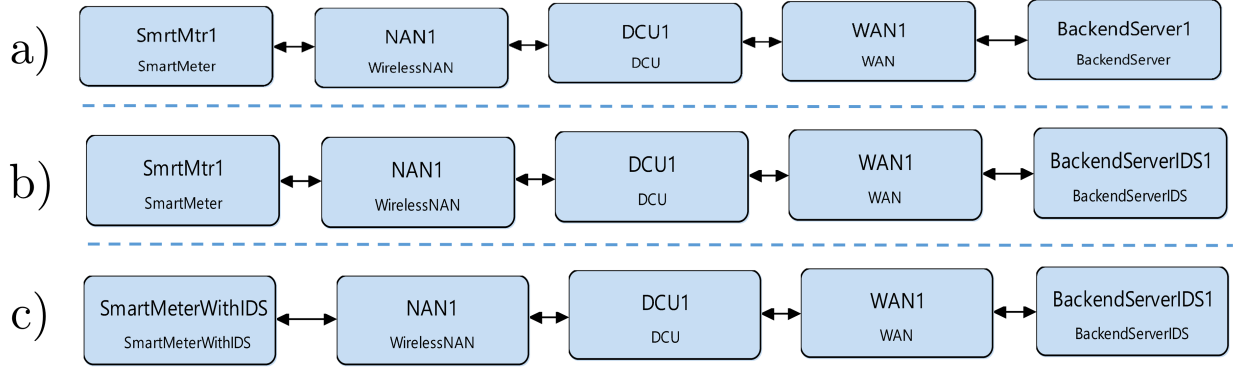 a)
SmrtMtr1
SmartMeter
NAN1
WirelessNAN
DCU1
DCU
WAN1
WAN
BackendServer1
BackendServer
b)
SmrtMtr1
SmartMeter
NAN1
WirelessNAN
DCU1
DCU
WAN1
WAN
BackendServerIDS1
BackendServerIDS
c)
SmartMeterWithIDS
SmartMeterWithIDS
NAN1
WirelessNAN
DCU1
DCU
WAN1
WAN
BackendServerIDS1
BackendServerIDS